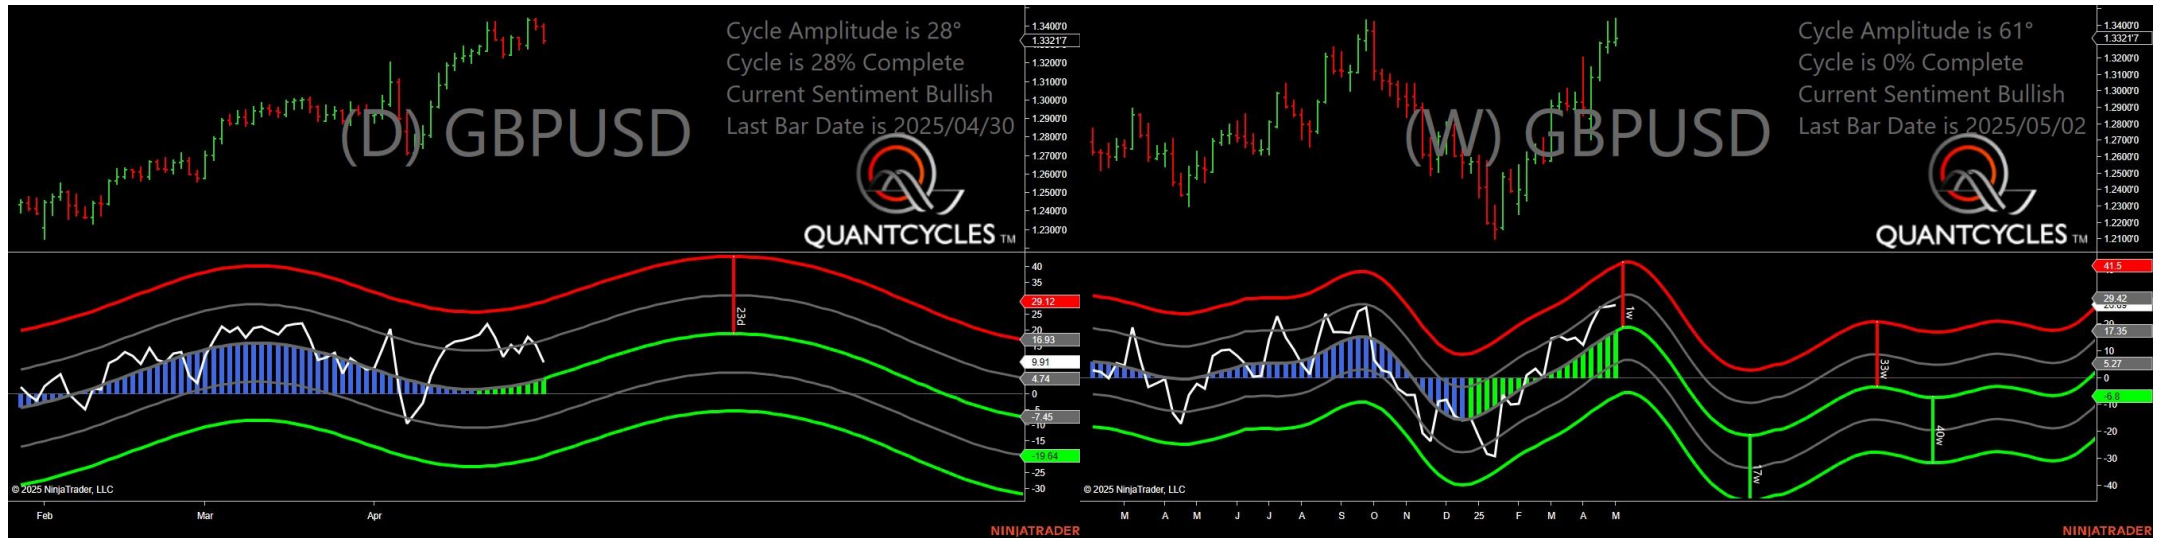 Cycle Amplitude is 28°
Cycle is 28% Complete
Current Sentiment Bullish
Last Bar Date is 2025/04/30
(D) GBPUSD
QUANTCYCLES TM
1.3400'0
1.3321'7
1.3200'0
1.3100'0
1.3000'0
1.2900'0
1.2800'0
1.2700'0
1.2600'0
1.2500'0
1.2400'0
1.2300'0
23d
40
35
29.12
25
20
16.93
9.91
4.74
0
-7.45
-10
-15
-19.64
-25
-30
© 2025 NinjaTrader, LLC
Feb
Mar
Apr
NINJATRADER
Cycle Amplitude is 61°
Cycle is 0% Complete
Current Sentiment Bullish
Last Bar Date is 2025/05/02
(W) GBPUSD
QUANTCYCLES TM
1.3400'0
1.3321'7
1.3200'0
1.3100'0
1.3000'0
1.2900'0
1.2800'0
1.2700'0
1.2600'0
1.2500'0
1.2400'0
1.2300'0
1.2200'0
1.2100'0
1w
33w
17w
40w
41.5
29.42
17.35
10
5.27
0
-6.8
-10
-20
-30
-40
© 2025 NinjaTrader, LLC
M
A
M
J
J
A
S
O
N
D
25
F
M
A
M
NINJATRADER